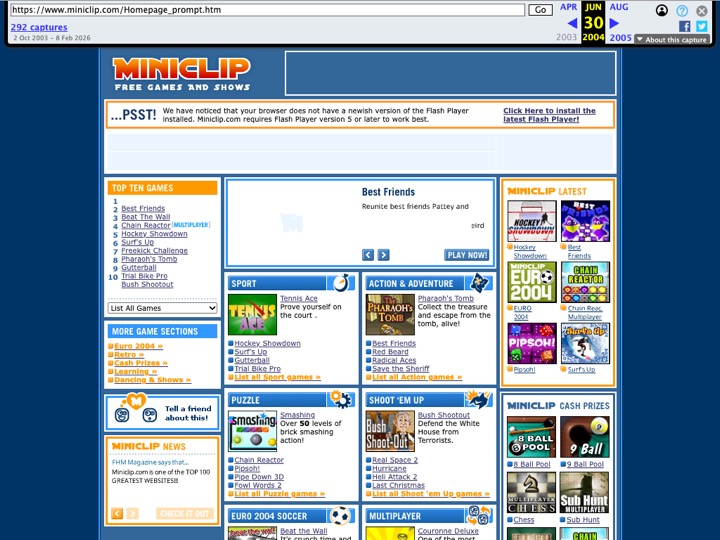 https://www.miniclip.com/Homepage_prompt.htm
Go
APR JUN AUG
30
2003 2004 2005
292 captures
2 Oct 2003 - 8 Feb 2026
About this capture
MINICLIP
FREE GAMES AND SHOWS
...PSST!
We have noticed that your browser does not have a newish version of the Flash Player
installed. Miniclip.com requires Flash Player version 5 or later to work best.
Click Here to install the
latest Flash Player!
TOP TEN GAMES
1
2 Best Friends
3 Beat The Wall
4 Chain Reactor MULTIPLAYER
5 Hockey Showdown
6 Surf's Up
7 Freekick Challenge
8 Pharaoh's Tomb
9 Gutterball
10 Trial Bike Pro
Bush Shootout
List All Games
MORE GAME SECTIONS
Euro 2004 »
Retro »
Cash Prizes »
Learning »
Dancing & Shows »
Tell a friend
about this!
MINICLIP NEWS
FHM Magazine says that...
Miniclip.com is one of the TOP 100
GREATEST WEBSITES!!!
CHECK IT OUT
Best Friends
Reunite best friends Pattey and
eird
PLAY NOW!
SPORT
TENNIS ACE
Tennis Ace
Prove yourself on
the court .
Hockey Showdown
Surf's Up
Gutterball
Trial Bike Pro
List all Sport games »
ACTION & ADVENTURE
THE PHARAOH'S TOMB
Pharaoh's Tomb
Collect the treasure
and escape from the
tomb, alive!
Best Friends
Red Beard
Radical Aces
Save the Sheriff
List all Action games »
PUZZLE
smashing
Smashing
Over 50 levels of
brick smashing
action!
Chain Reactor
Pipsoh!
Pipe Down 3D
Fowl Words 2
List all Puzzle games »
SHOOT 'EM UP
Bush Shoot-Out
Bush Shootout
Defend the White
House from
Terrorists.
Real Space 2
Hurricane
Heli Attack 2
Last Christmas
List all Shoot 'em Up games »
EURO 2004 SOCCER
beat the wall
Beat the Wall
It's crunch time and
MULTIPLAYER
Couronne Deluxe
One of the most
MINICLIP LATEST
HOCKEY SHOWDOWN
BEST FRIENDS
Hockey
Showdown
Best
Friends
MINICLIP EURO 2004
CHAIN REACTOR
EURO
2004
Chain Reac.
Multiplayer
PIPSOH!
Surf's Up
Pipsoh!
Surf's Up
MINICLIP CASH PRIZES
8 BALL POOL
9 Ball
8 Ball Pool
9 Ball Pool
MULTIPLAYER CHESS
Sub Hunt MULTIPLAYER
Chess
Sub Hunt
CHAIN